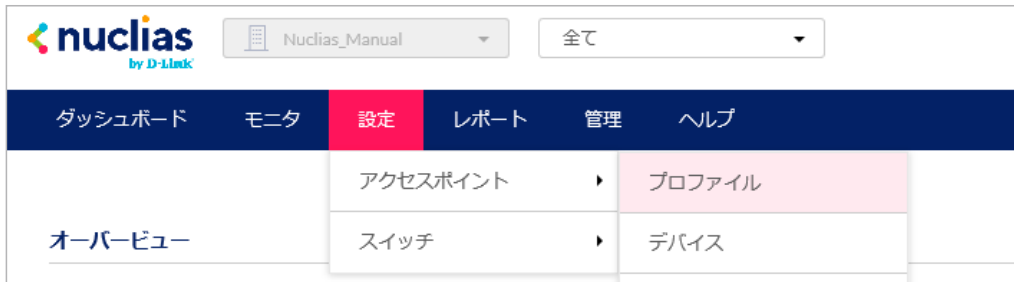 nuclias
by D-Link
Nuclias_Manual
全て
ダッシュボード モニタ 設定 レポート 管理 ヘルプ
アクセスポイント プロファイル
オーバービュー スイッチ デバイス